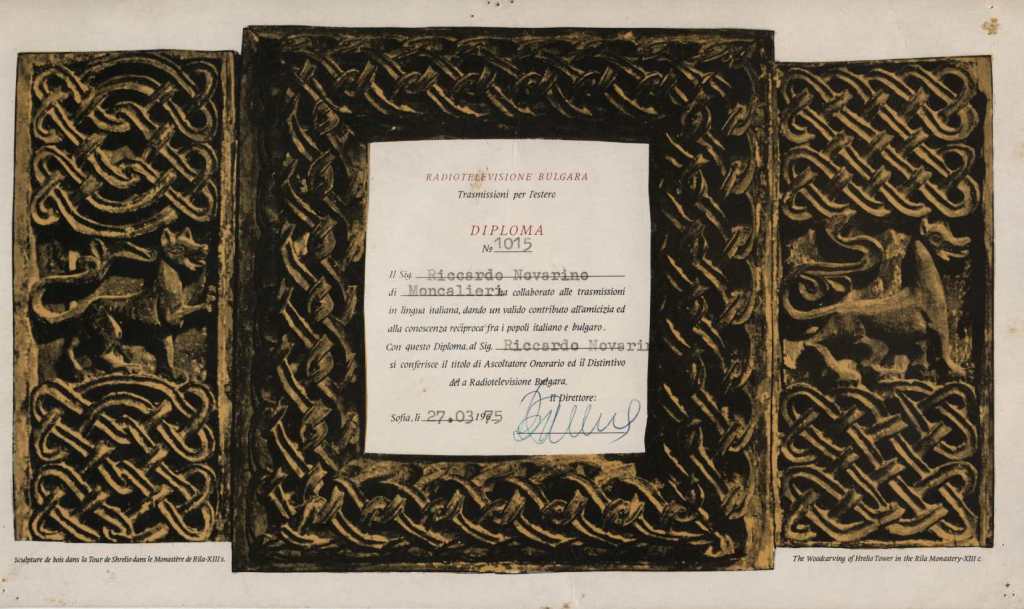 RADIOTELEVISIONE BULGARA
Trasmissioni per l'estero
DIPLOMA
No 1015
Il Sig. Riccardo Novarino
di Moncalieri ha collaborato alle trasmissioni
in lingua italiana, dando un valido contributo all'amicizia ed
alla conoscenza reciproca fra i popoli italiano e bulgaro.
Con questo Diploma, al Sig. Riccardo Novarin
si conferisce il titolo di Ascoltatore Onorario ed il Distintivo
del a Radiotelevisione Bulgara.
Il Direttore:
Sofia, li 27.03 1975
Sculpture de bois dans la Tour de Shrelio dans le Monastère de Rila-XIII s.
The Woodcarving of Hrelio Tower in the Rila Monastery-XIII c.